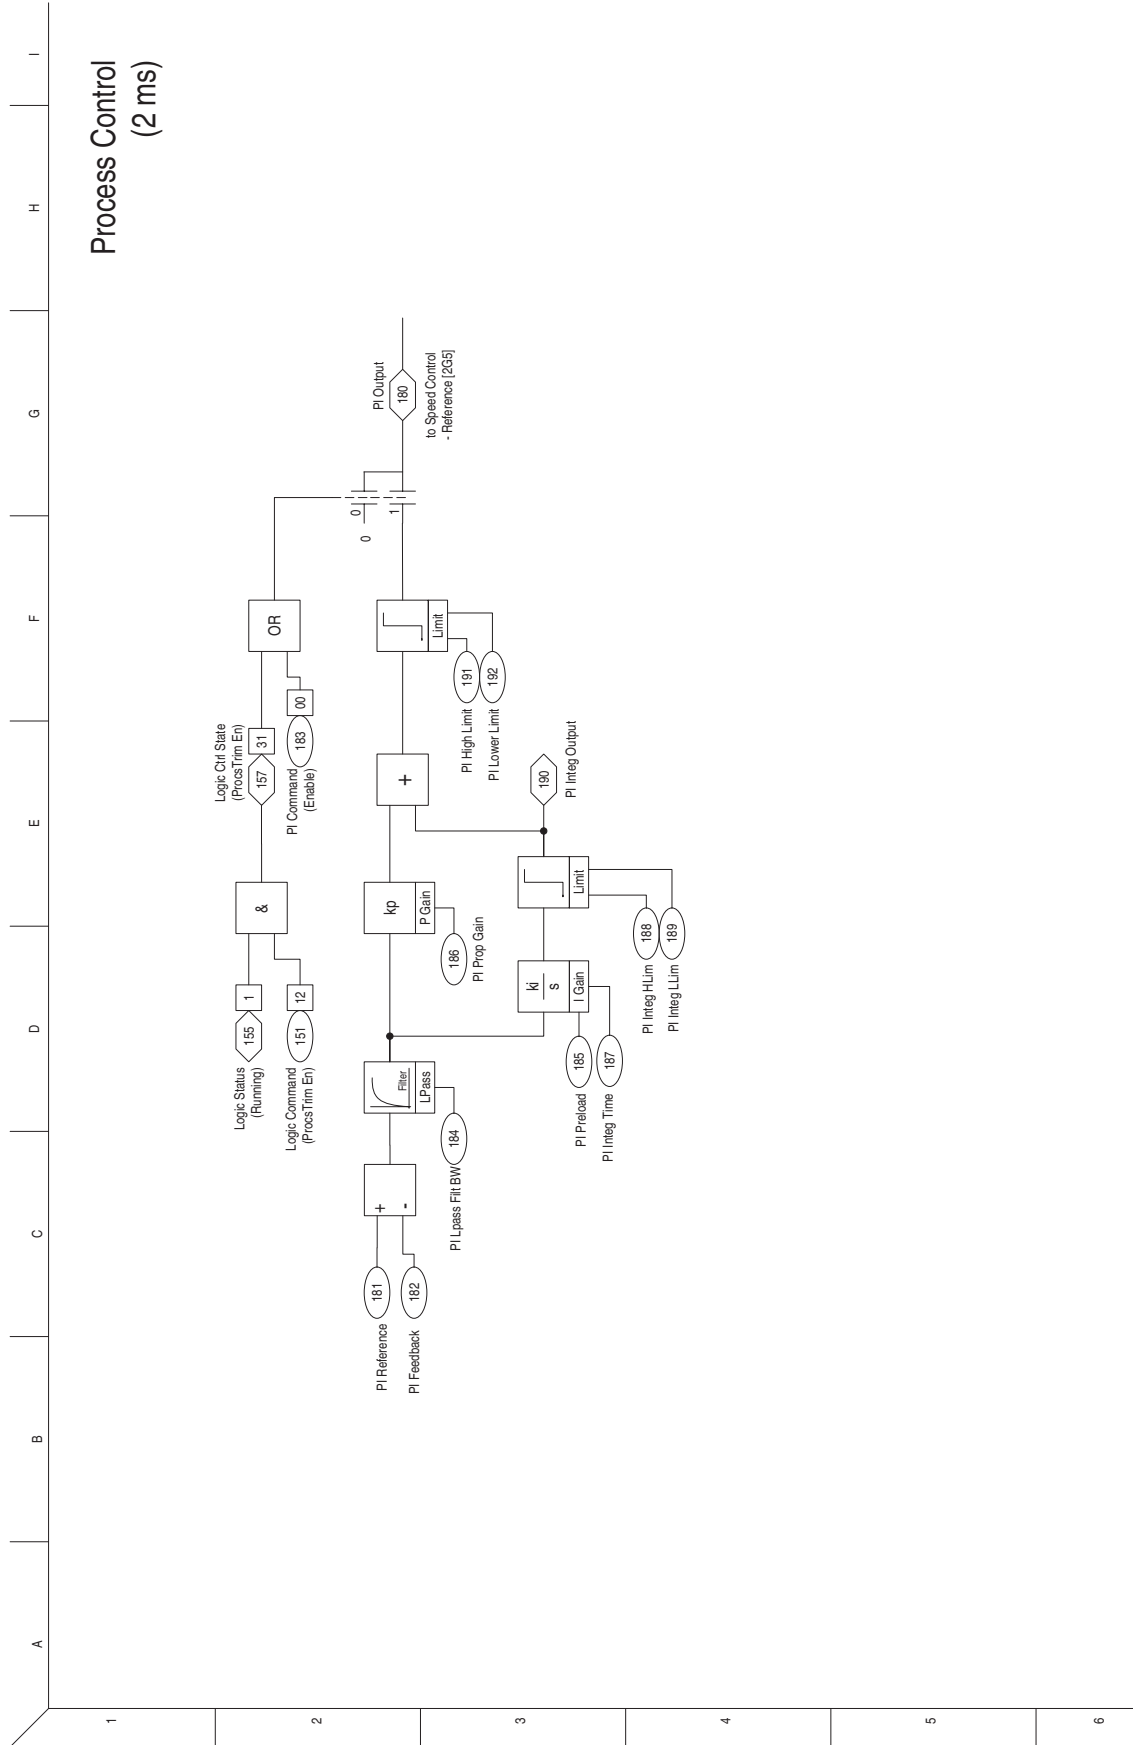 A
B
C
D
E
F
G
H
I
1
2
3
4
5
6
Process Control
(2 ms)
Logic Status
(Running)
155
1
Logic Command
(ProcsTrim En)
151
12
&
Logic Ctrl State
(ProcsTrim En)
157
31
PI Command
(Enable)
183
00
OR
0
0
1
PI Output
180
to Speed Control
- Reference [2G5]
PI Reference
181
PI Feedback
182
+
-
Filter
LPass
PI Lpass Filt BW
184
kp
P Gain
186
PI Prop Gain
+
Limit
PI High Limit
191
PI Lower Limit
192
ki
s
I Gain
PI Preload
185
PI Integ Time
187
Limit
PI Integ HLim
188
PI Integ LLim
189
190
PI Integ Output